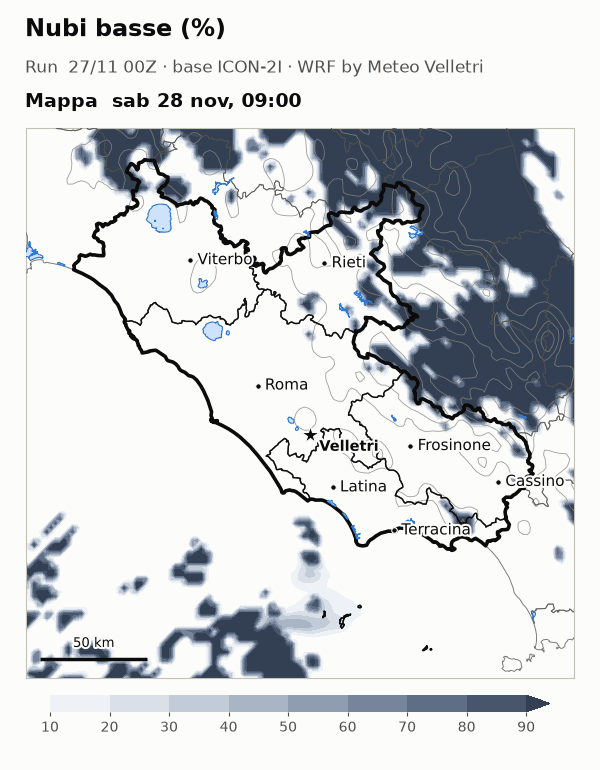 Nubi basse (%)
Run 27/11 00Z · base ICON-2I · WRF by Meteo Velletri
Mappa sab 28 nov, 09:00
Viterbo
Rieti
Roma
Velletri
Frosinone
Cassino
Latina
Terracina
50 km
10 20 30 40 50 60 70 80 90